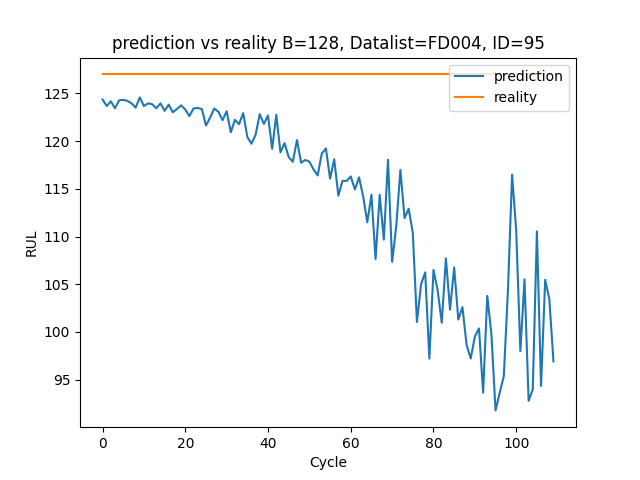 prediction vs reality B=128, Datalist=FD004, ID=95
prediction
reality
125
120
115
110
105
100
95
RUL
0 20 40 60 80 100
Cycle